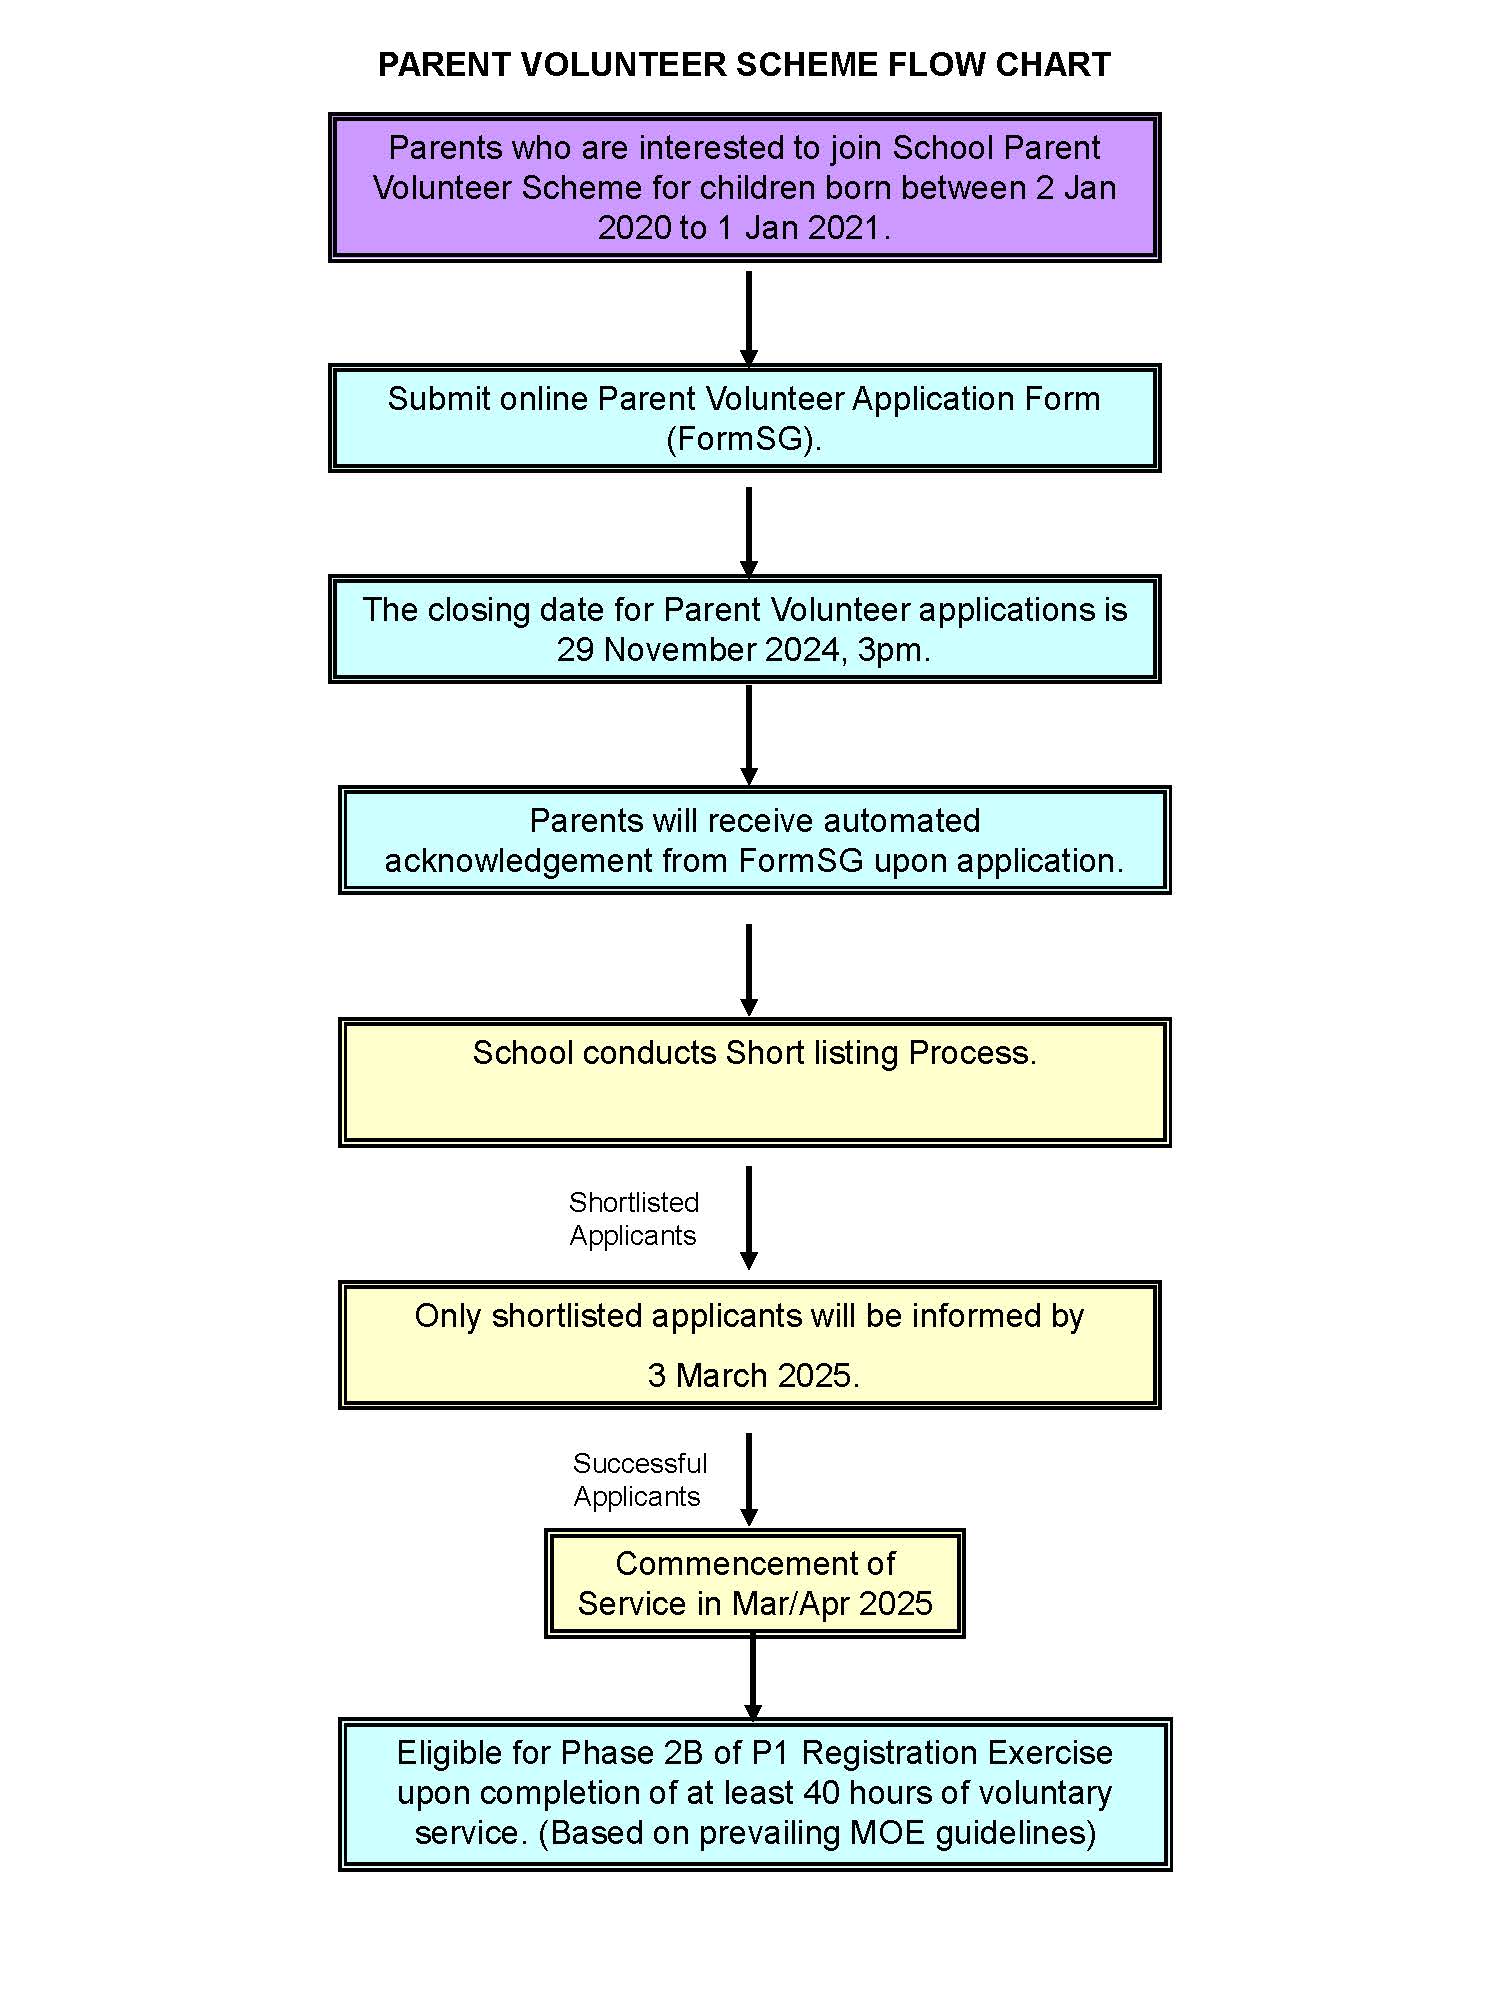 PARENT VOLUNTEER SCHEME FLOW CHART
Parents who are interested to join School Parent
Volunteer Scheme for children born between 2 Jan
2020 to 1 Jan 2021.
Submit online Parent Volunteer Application Form
(FormSG).
The closing date for Parent Volunteer applications is
29 November 2024, 3pm.
Parents will receive automated
acknowledgement from FormSG upon application.
School conducts Short listing Process.
Shortlisted
Applicants
Only shortlisted applicants will be informed by
3 March 2025.
Successful
Applicants
Commencement of
Service in Mar/Apr 2025
Eligible for Phase 2B of P1 Registration Exercise
upon completion of at least 40 hours of voluntary
service. (Based on prevailing MOE guidelines)